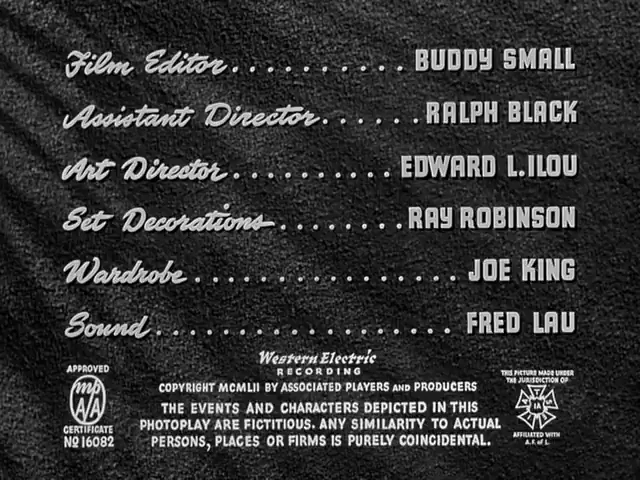 Film Editor.......... BUDDY SMALL
Assistant Director...... RALPH BLACK
Art Director.......... EDWARD L. ILOU
Set Decorations........ RAY ROBINSON
Wardrobe................ JOE KING
Sound.................. FRED LAU
Western Electric
RECORDING
COPYRIGHT MCMLII BY ASSOCIATED PLAYERS AND PRODUCERS
THE EVENTS AND CHARACTERS DEPICTED IN THIS
PHOTOPLAY ARE FICTITIOUS. ANY SIMILARITY TO ACTUAL
PERSONS, PLACES OR FIRMS IS PURELY COINCIDENTAL.
APPROVED
MPAA
CERTIFICATE
No 16082
THIS PICTURE MADE UNDER
THE JURISDICTION OF
IA
AFFILIATED WITH
A.F. of L.